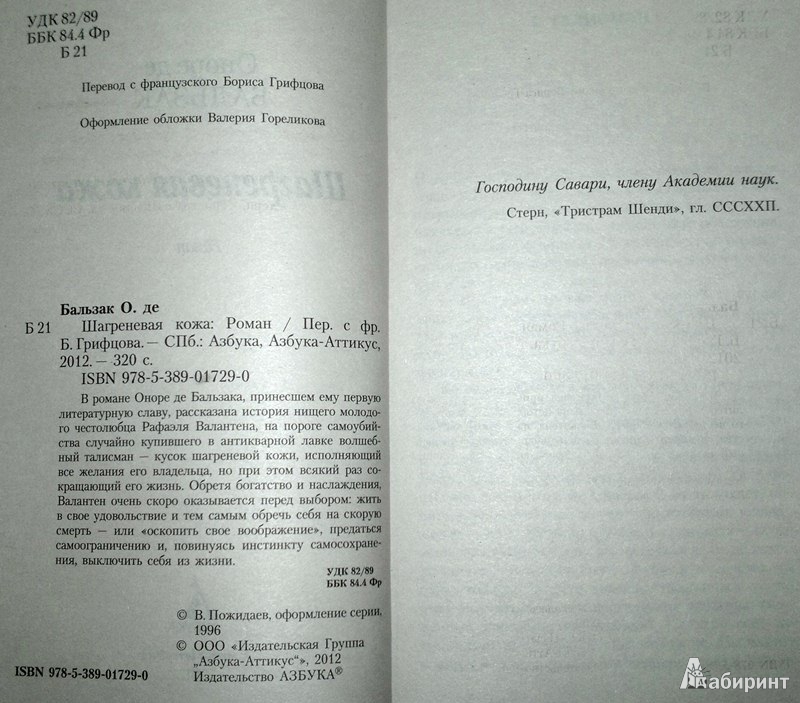 УДК 82/89
ББК 84.4 Фр
Б 21
Перевод с французского Бориса Грифцова
Оформление обложки Валерия Гореликова
Бальзак О. де
Б 21 Шагреневая кожа: Роман / Пер. с фр.
Б. Грифцова. — СПб.: Азбука, Азбука-Аттикус,
2012. — 320 с.
ISBN 978-5-389-01729-0
В романе Оноре де Бальзака, принесшем ему первую
литературную славу, рассказана история нищего молодо-
го честолюбца Рафаэля Валантена, на пороге самоубий-
ства случайно купившего в антикварной лавке волшеб-
ный талисман — кусок шагреневой кожи, исполняющий
все желания его владельца, но при этом всякий раз со-
кращающий его жизнь. Обретя богатство и наслаждения,
Валантен очень скоро оказывается перед выбором: жить
в свое удовольствие и тем самым обречь себя на скорую
смерть — или «оскопить свое воображение», предаться
самоограничению и, повинуясь инстинкту самосохране-
ния, выключить себя из жизни.
УДК 82/89
ББК 84.4 Фр
© В. Пожидаев, оформление серии,
1996
© ООО «Издательская Группа
„Азбука-Аттикус“», 2012
Издательство АЗБУКА®
ISBN 978-5-389-01729-0
Господину Савари, члену Академии наук.
Стерн, «Тристрам Шенди», гл. СССХХП.
Лабиринт